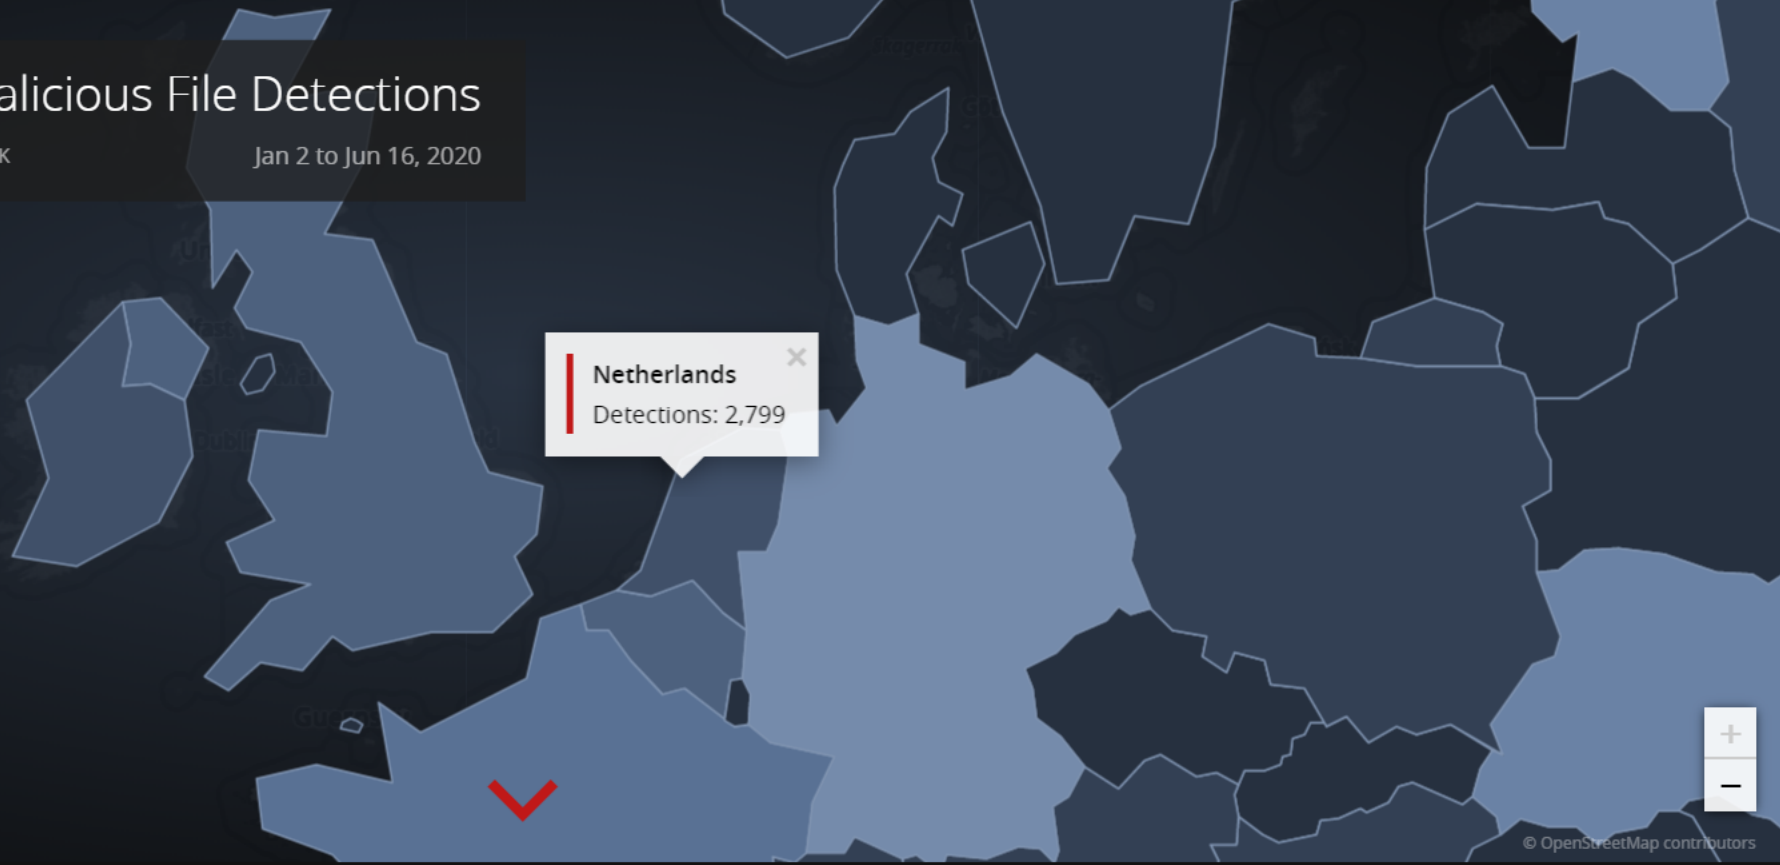 alicious File Detections
K
Jan 2 to Jun 16, 2020
Netherlands
Detections: 2,799
© OpenStreetMap contributors